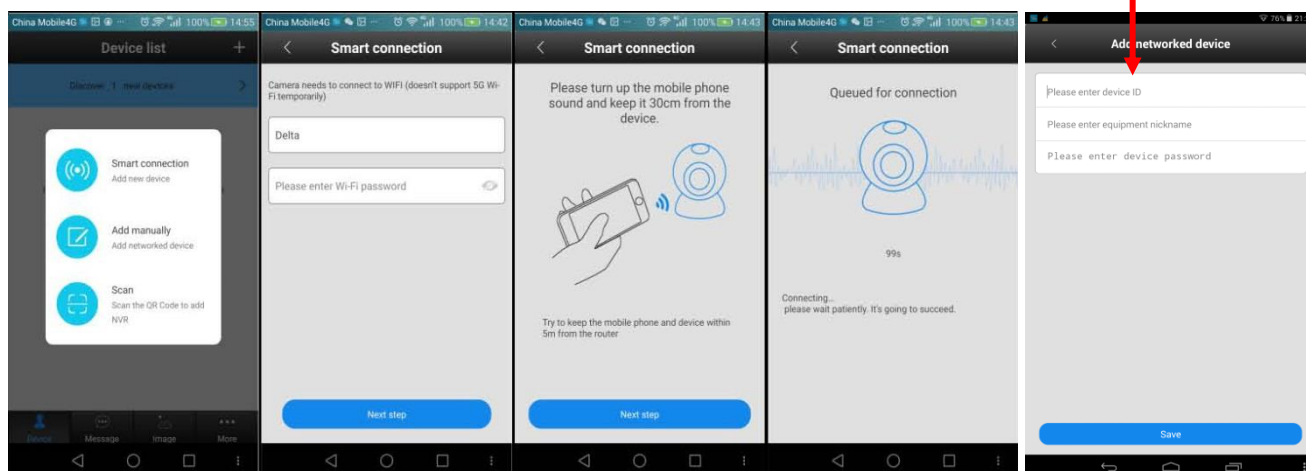 China Mobile4G 100% 14:55
Device list +
Discover 1 new devices >
Smart connection
Add new device
Add manually
Add networked device
Scan
Scan the QR Code to add
NVR
Device Message Image More
China Mobile4G 100% 14:42
Smart connection
Camera needs to connect to WIFI (doesn't support 5G Wi-
Fi temporarily)
Delta
Please enter Wi-Fi password
Next step
China Mobile4G 100% 14:43
Smart connection
Please turn up the mobile phone
sound and keep it 30cm from the
device.
Try to keep the mobile phone and device within
5m from the router
Next step
China Mobile4G 100% 14:43
Smart connection
Queued for connection
99s
Connecting...
please wait patiently. It's going to succeed.
76% 21:
Add networked device
Please enter device ID
Please enter equipment nickname
Please enter device password
Save